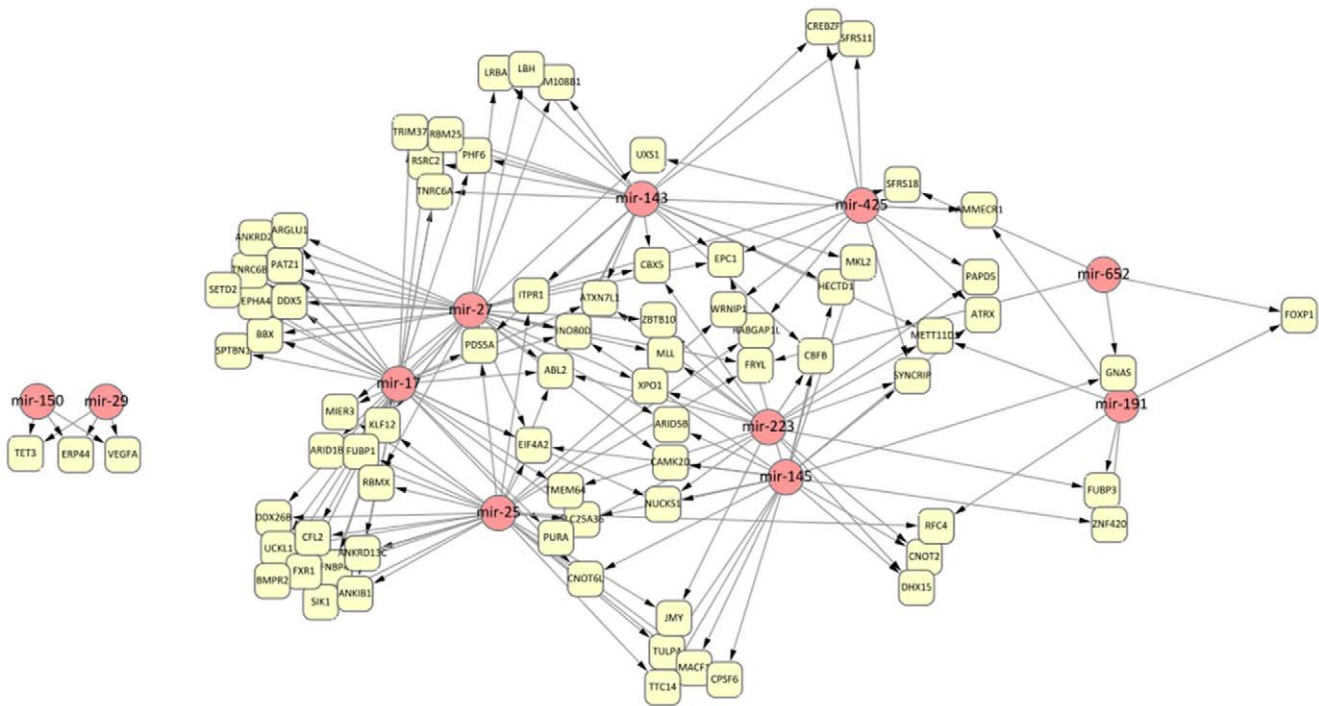 CREBZF
SFRS11
LRBA
LBH
M108B1
TRIM37
RBM25
RSRC2
PHF6
TNRC6A
UXS1
mir-143
mir-425
SFRS18
AMMECR1
ANKRD2
ARGLU1
TNRC6B
PATZ1
SETD2
EPHA4
DDX5
BBX
SPTBN1
mir-27
ITPR1
ATXN7L1
CBX5
EPC1
MKL2
HECTD1
PAPD5
mir-652
ATRX
FOXP1
WRNIP1
RABGAP1L
ZBTB10
INO80D
METT11D
PDS5A
MLL
CBFB
FRYL
ABL2
XPO1
SYNCRIP
GNAS
mir-191
mir-17
mir-150
mir-29
TET3
ERP44
VEGFA
MIER3
KLF12
ARID1B
FUBP1
RBMX
EIF4A2
ARID5B
CAMK2D
mir-223
mir-145
TMEM64
NUCKS1
SLC25A36
PURA
mir-25
FUBP3
ZNF420
RFC4
CNOT2
DHX15
DDX26B
UCKL1
CFL2
ANKRD13C
BMPR2
FXR1
FNBP4
SIK1
ANKIB1
CNOT6L
JMY
TULP4
MACF1
TTC14
CPSF6